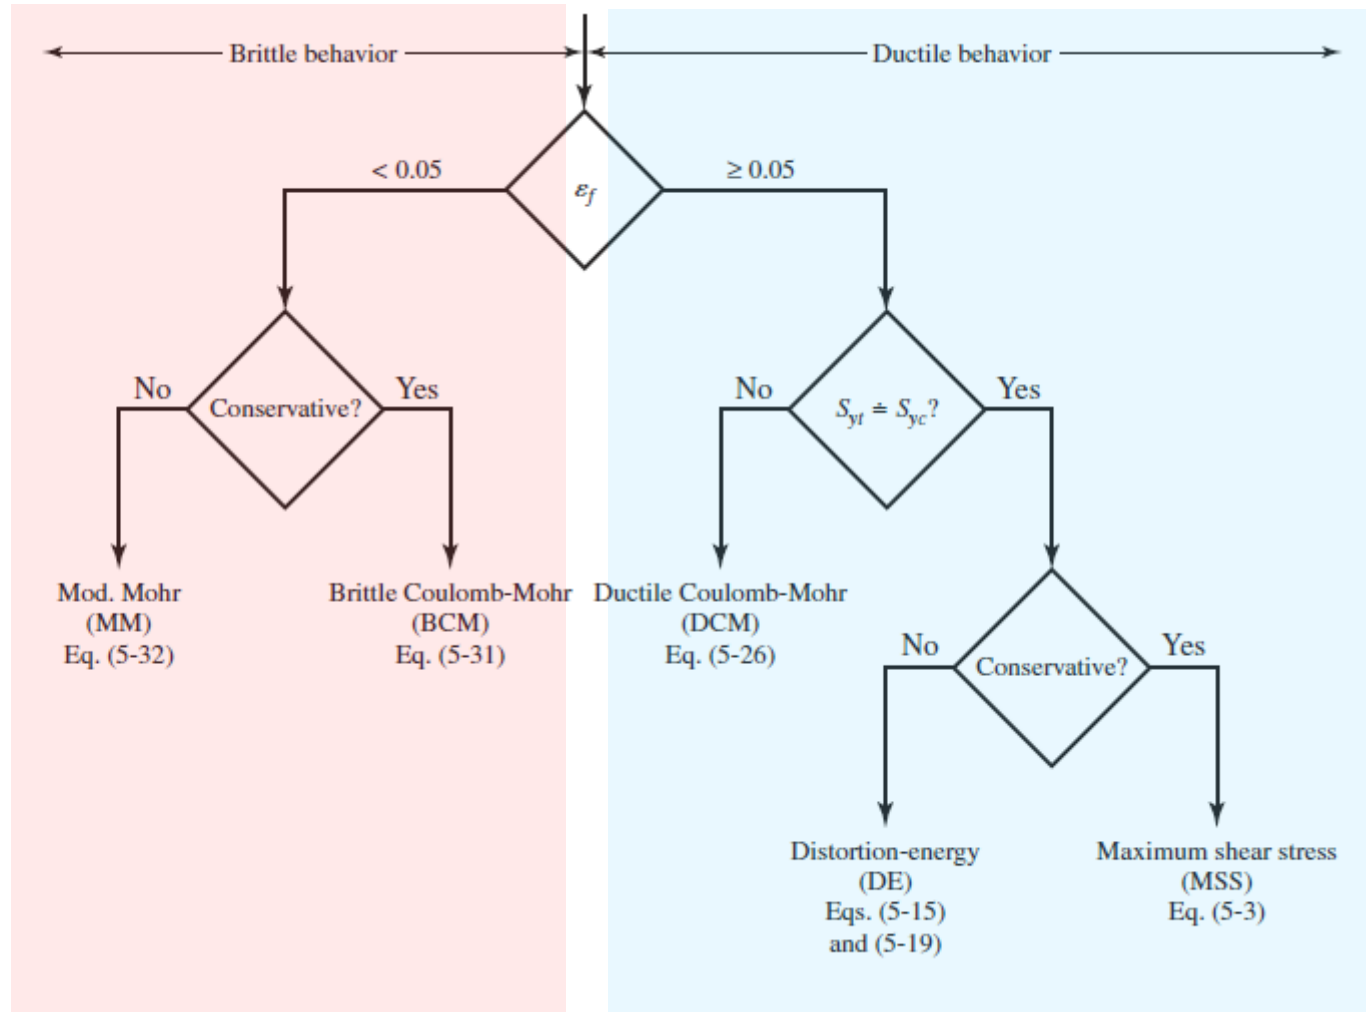 Brittle behavior
Ductile behavior
< 0.05
≥ 0.05
εf
No
Conservative?
Yes
No
Syt ≐ Syc?
Yes
Mod. Mohr
(MM)
Eq. (5-32)
Brittle Coulomb-Mohr
(BCM)
Eq. (5-31)
Ductile Coulomb-Mohr
(DCM)
Eq. (5-26)
No
Conservative?
Yes
Distortion-energy
(DE)
Eqs. (5-15)
and (5-19)
Maximum shear stress
(MSS)
Eq. (5-3)